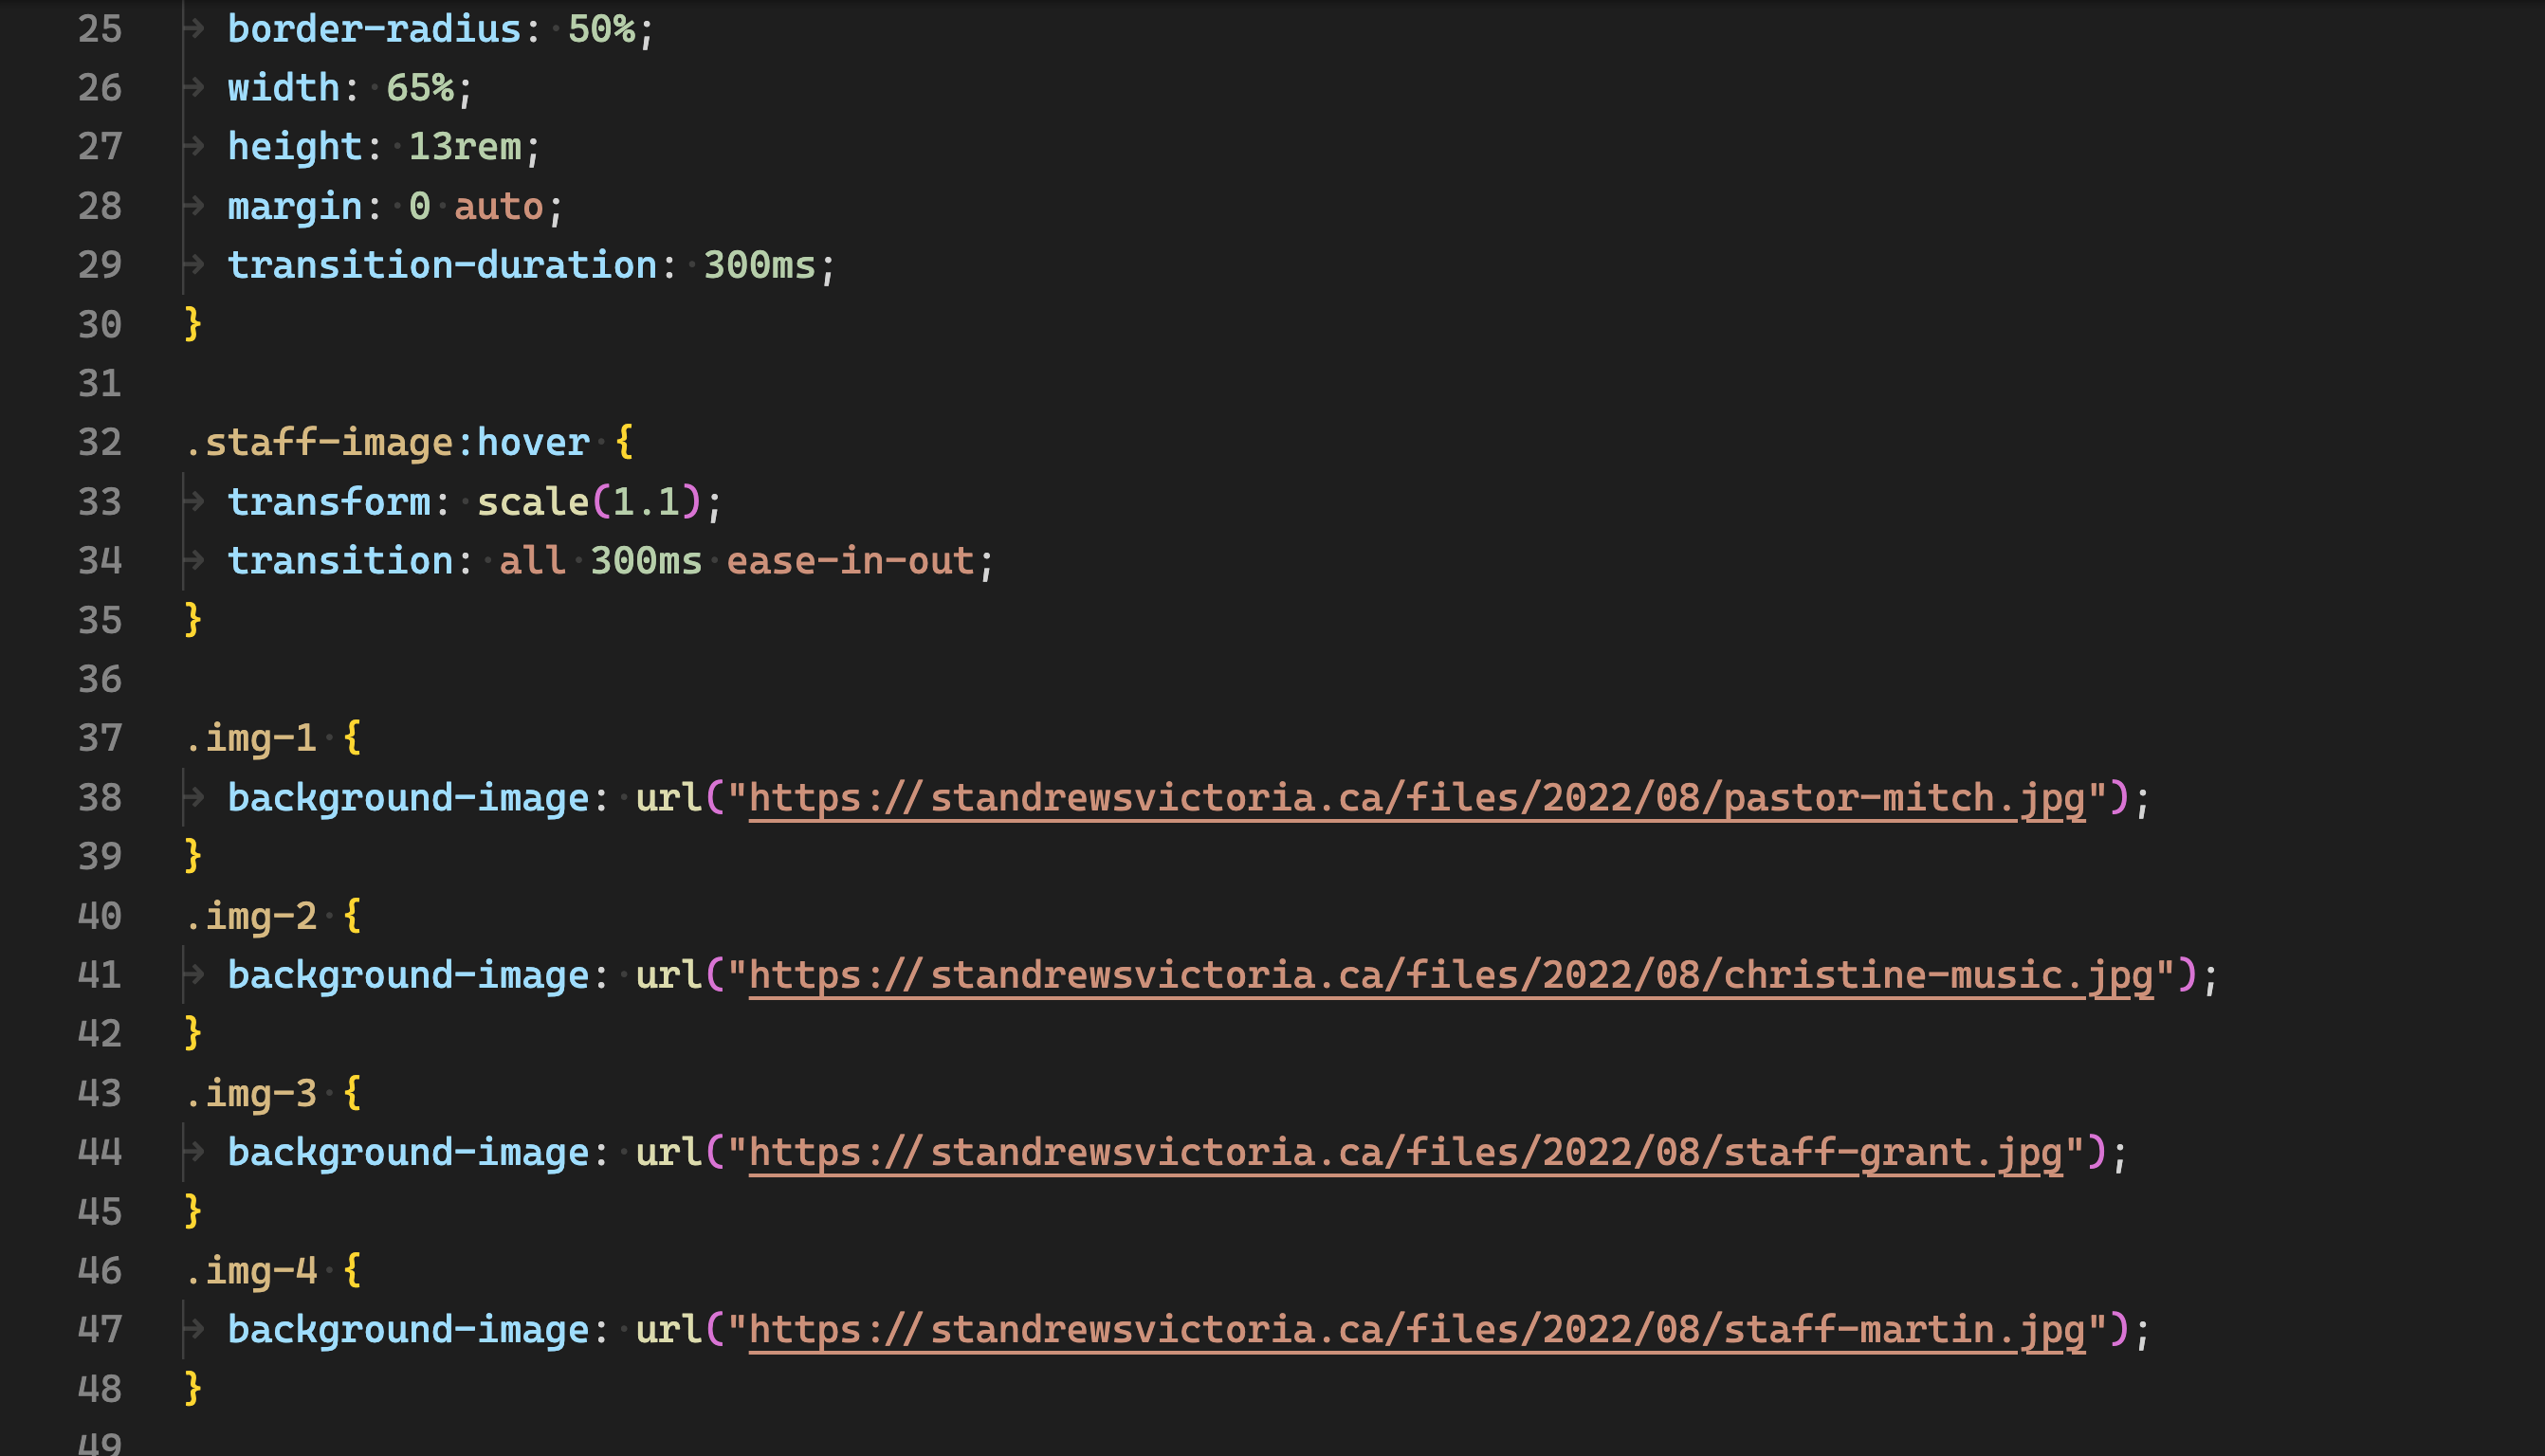 25 border-radius: 50%;
26 width: 65%;
27 height: 13rem;
28 margin: 0 auto;
29 transition-duration: 300ms;
30 }
31
32 .staff-image:hover {
33 transform: scale(1.1);
34 transition: all 300ms ease-in-out;
35 }
36
37 .img-1 {
38 background-image: url("https://standrewsvictoria.ca/files/2022/08/pastor-mitch.jpg");
39 }
40 .img-2 {
41 background-image: url("https://standrewsvictoria.ca/files/2022/08/christine-music.jpg");
42 }
43 .img-3 {
44 background-image: url("https://standrewsvictoria.ca/files/2022/08/staff-grant.jpg");
45 }
46 .img-4 {
47 background-image: url("https://standrewsvictoria.ca/files/2022/08/staff-martin.jpg");
48 }
49